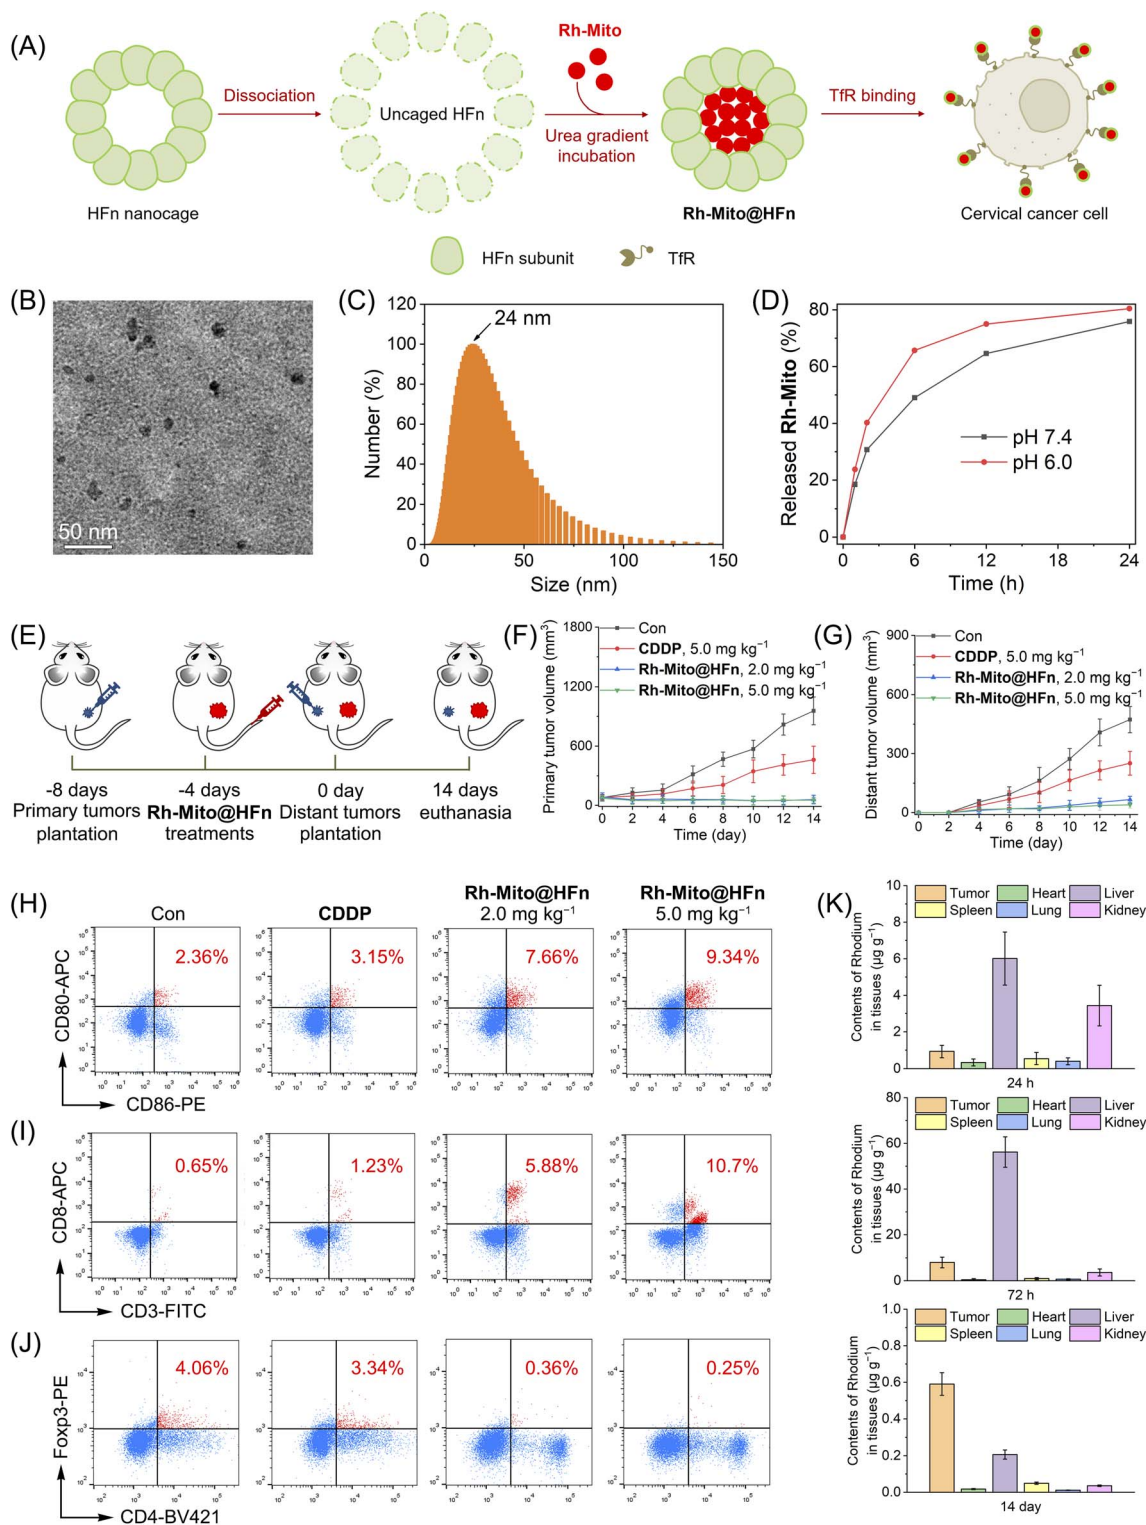 (A)
Rh-Mito
Dissociation
Uncaged HFn
Urea gradient
incubation
TfR binding
HFn nanocage
Rh-Mito@HFn
Cervical cancer cell
HFn subunit
TfR
(B)
50 nm
(C)
120
100
80
60
40
20
0
24 nm
Number (%)
0
50
100
150
Size (nm)
(D)
80
60
40
20
0
Released Rh-Mito (%)
pH 7.4
pH 6.0
0
6
12
18
24
Time (h)
(E)
-8 days
Primary tumors
plantation
-4 days
Rh-Mito@HFn
treatments
0 day
Distant tumors
plantation
14 days
euthanasia
(F)
Primary tumor volume (mm³)
1800
1200
600
0
Con
CDDP, 5.0 mg kg⁻¹
Rh-Mito@HFn, 2.0 mg kg⁻¹
Rh-Mito@HFn, 5.0 mg kg⁻¹
0 2 4 6 8 10 12 14
Time (day)
(G)
Distant tumor volume (mm³)
900
600
300
0
Con
CDDP, 5.0 mg kg⁻¹
Rh-Mito@HFn, 2.0 mg kg⁻¹
Rh-Mito@HFn, 5.0 mg kg⁻¹
0 2 4 6 8 10 12 14
Time (day)
(H)
Con
CDDP
Rh-Mito@HFn
2.0 mg kg⁻¹
Rh-Mito@HFn
5.0 mg kg⁻¹
2.36%
3.15%
7.66%
9.34%
CD80-APC
CD86-PE
(I)
0.65%
1.23%
5.88%
10.7%
CD8-APC
CD3-FITC
(J)
4.06%
3.34%
0.36%
0.25%
Foxp3-PE
CD4-BV421
(K)
Contents of Rhodium
in tissues (μg g⁻¹)
10
8
6
4
2
0
Tumor Heart Liver
Spleen Lung Kidney
24 h
Contents of Rhodium
in tissues (μg g⁻¹)
80
60
40
20
0
Tumor Heart Liver
Spleen Lung Kidney
72 h
Contents of Rhodium
in tissues (μg g⁻¹)
1.0
0.8
0.6
0.4
0.2
0.0
Tumor Heart Liver
Spleen Lung Kidney
14 day